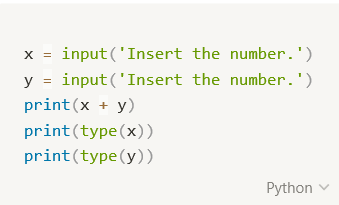 x = input('Insert the number.')
y = input('Insert the number.')
print(x + y)
print(type(x))
print(type(y))
Python